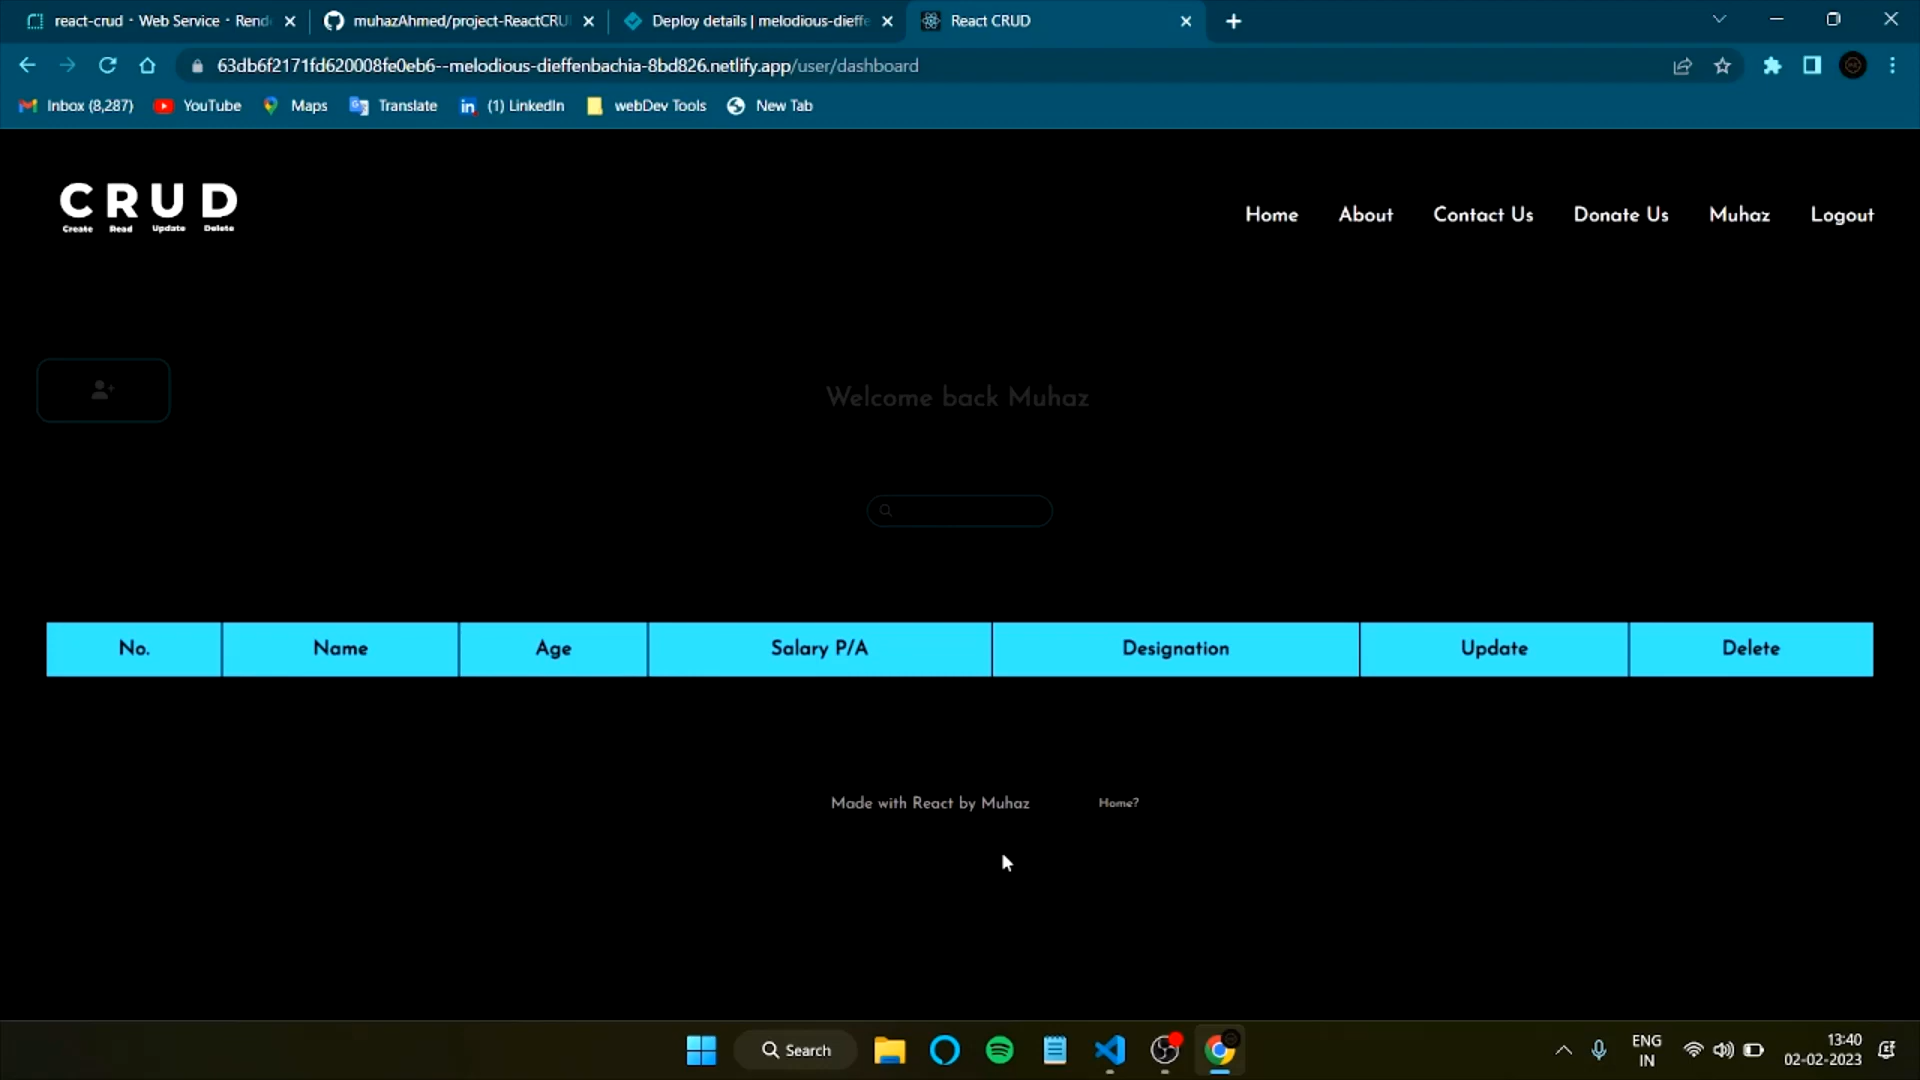 react-crud · Web Service · Rend
muhazAhmed/project-ReactCRU
Deploy details | melodious-dieffe
React CRUD
63db6f2171fd620008fe0eb6--melodious-dieffenbachia-8bd826.netlify.app/user/dashboard
Inbox (8,287)
YouTube
Maps
Translate
(1) LinkedIn
webDev Tools
New Tab
CRUD
Create Read Update Delete
Home About Contact Us Donate Us Muhaz Logout
Welcome back Muhaz
No. Name Age Salary P/A Designation Update Delete
Made with React by Muhaz Home?
Search
ENG
IN
13:40
02-02-2023